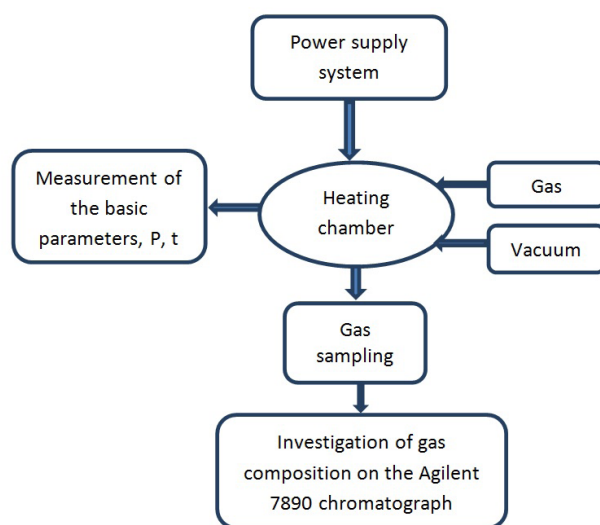 Power supply
system
Measurement of
the basic
parameters, P, t
Heating
chamber
Gas
Vacuum
Gas
sampling
Investigation of gas
composition on the Agilent
7890 chromatograph